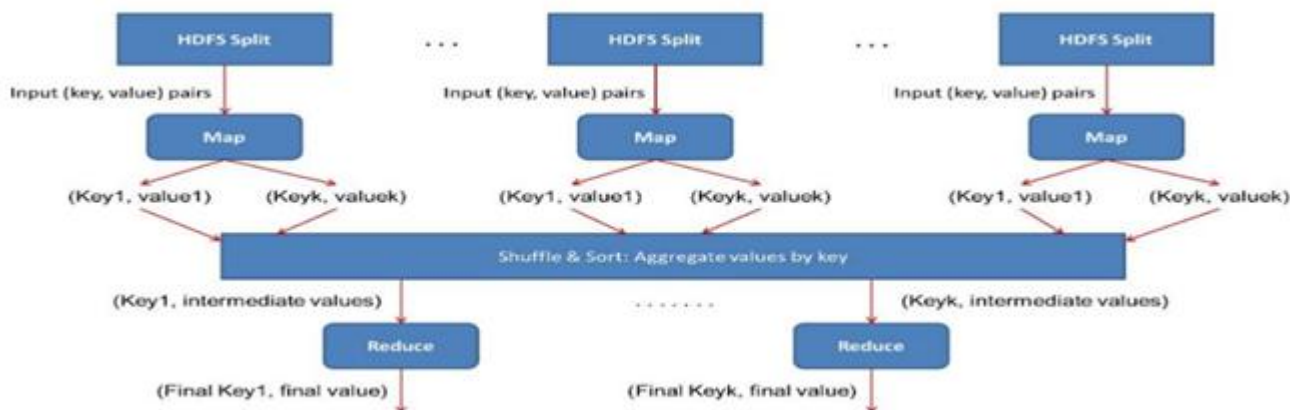 HDFS Split ... HDFS Split ... HDFS Split
Input (key, value) pairs Input (key, value) pairs Input (key, value) pairs
Map Map Map
(Key1, value1) (Keyk, valuek) (Key1, value1) (Keyk, valuek) (Key1, value1) (Keyk, valuek)
Shuffle & Sort: Aggregate values by key
(Key1, intermediate values) ....... (Keyk, intermediate values)
Reduce Reduce
(Final Key1, final value) (Final Keyk, final value)